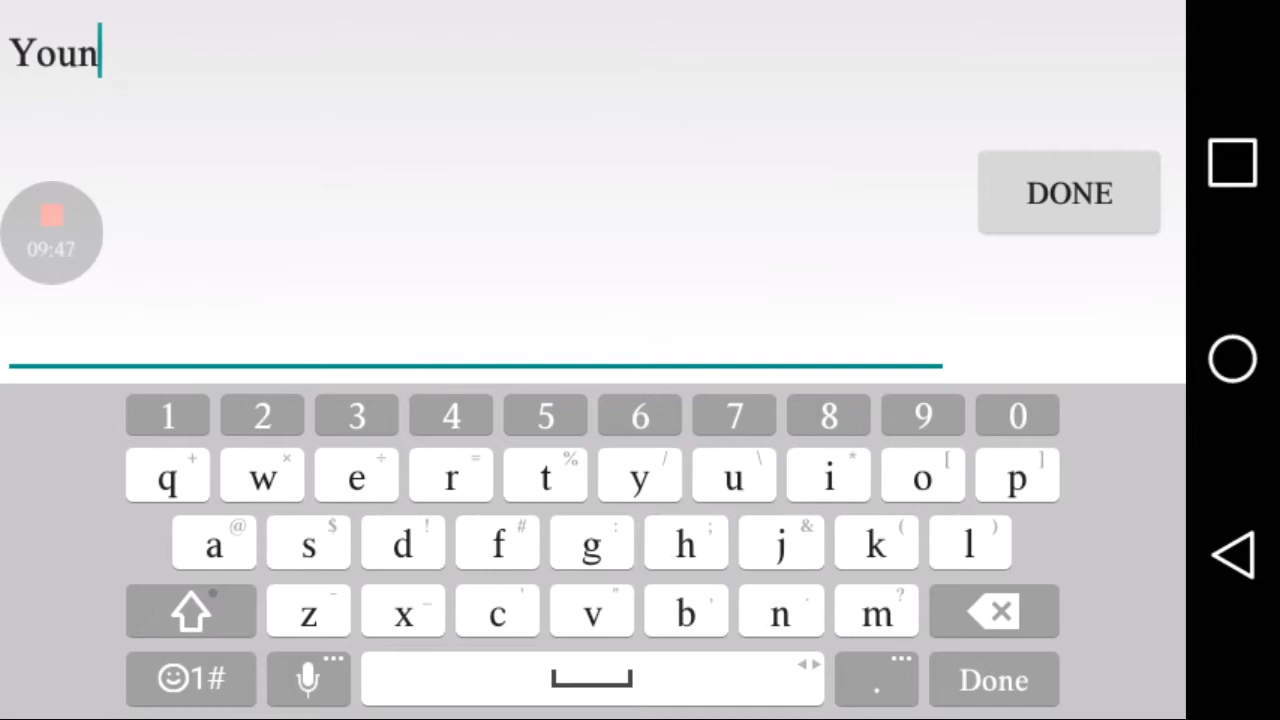 Youn
DONE
09:47
1 2 3 4 5 6 7 8 9 0
q + w × e ÷ r = t % y / u \ i * o [ p ]
a @ s $ d ! f # g : h ; j & k ( l )
z - x _ c ' v " b , n . m ?
1# . Done